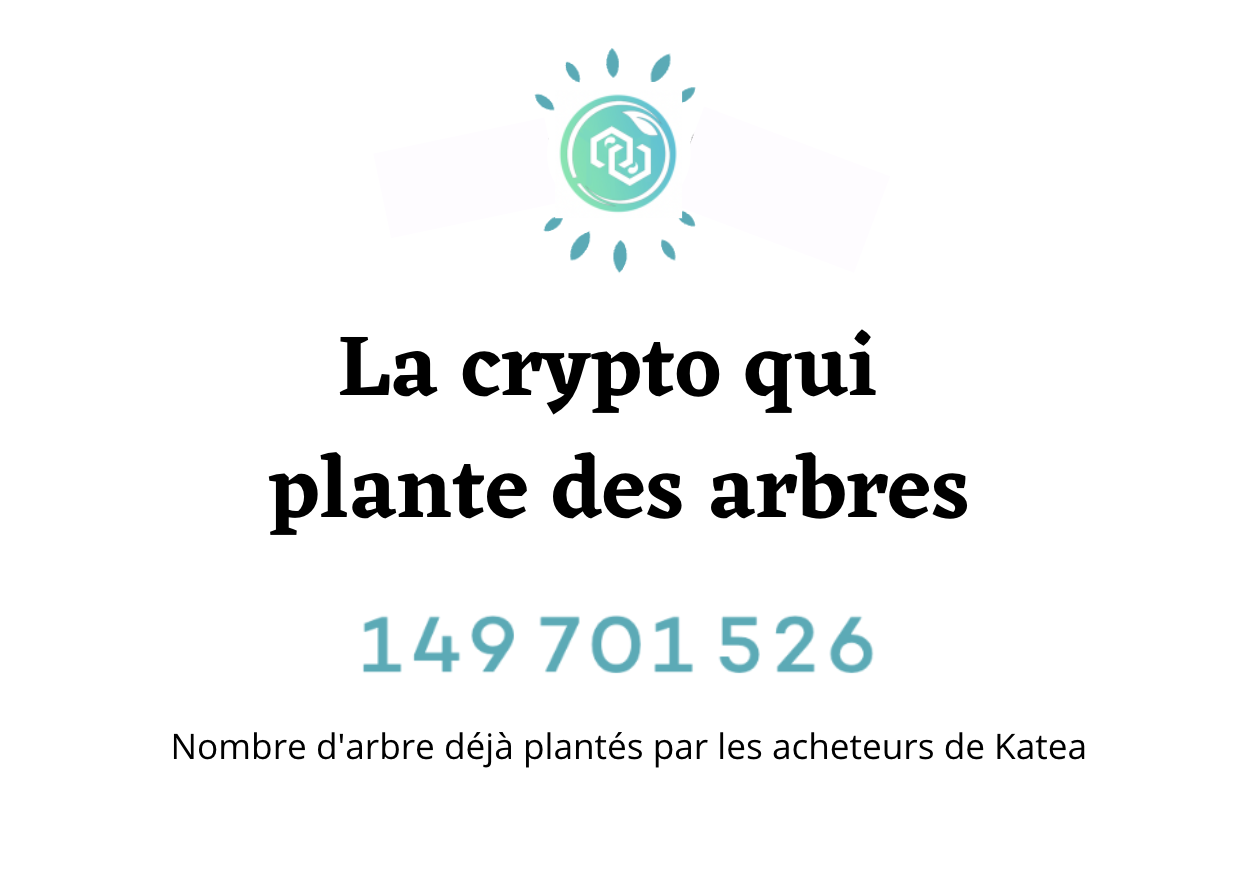 La crypto qui
plante des arbres
149 701 526
Nombre d'arbre déjà plantés par les acheteurs de Katea